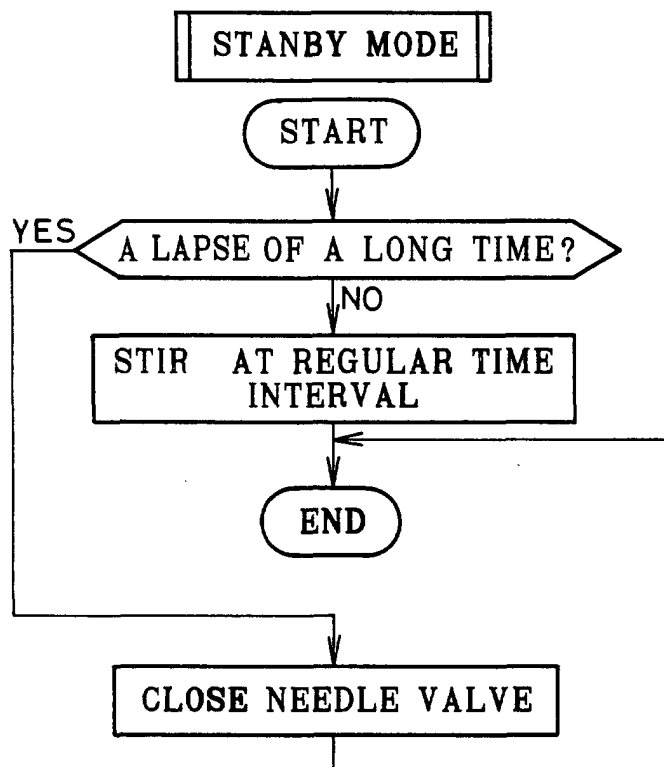 STANBY MODE
START
YES
A LAPSE OF A LONG TIME?
NO
STIR AT REGULAR TIME
INTERVAL
END
CLOSE NEEDLE VALVE